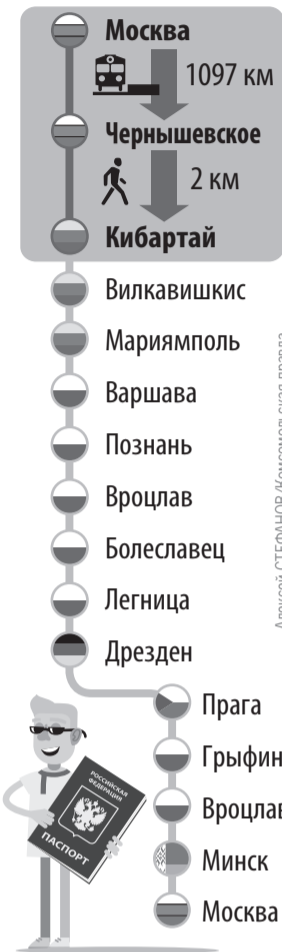 Москва
1097 км
Чернышевское
2 км
Кибартай
Вилкавишкис
Мариямполь
Варшава
Познань
Вроцлав
Болеславец
Легница
Дрезден
Прага
Грыфин
Вроцлав
Минск
Москва
РОССИЙСКАЯ
ФЕДЕРАЦИЯ
ПАСПОРТ
Алексей СТЕФАНОВ/Комсомольская правда